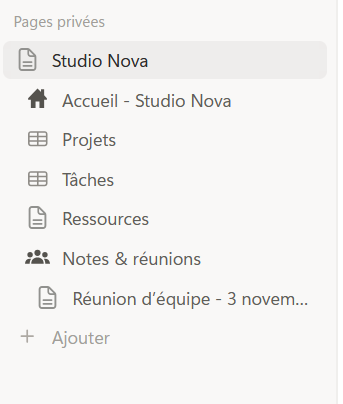 Pages privées
Studio Nova
Accueil - Studio Nova
Projets
Tâches
Ressources
Notes & réunions
Réunion d’équipe - 3 novem...
Ajouter